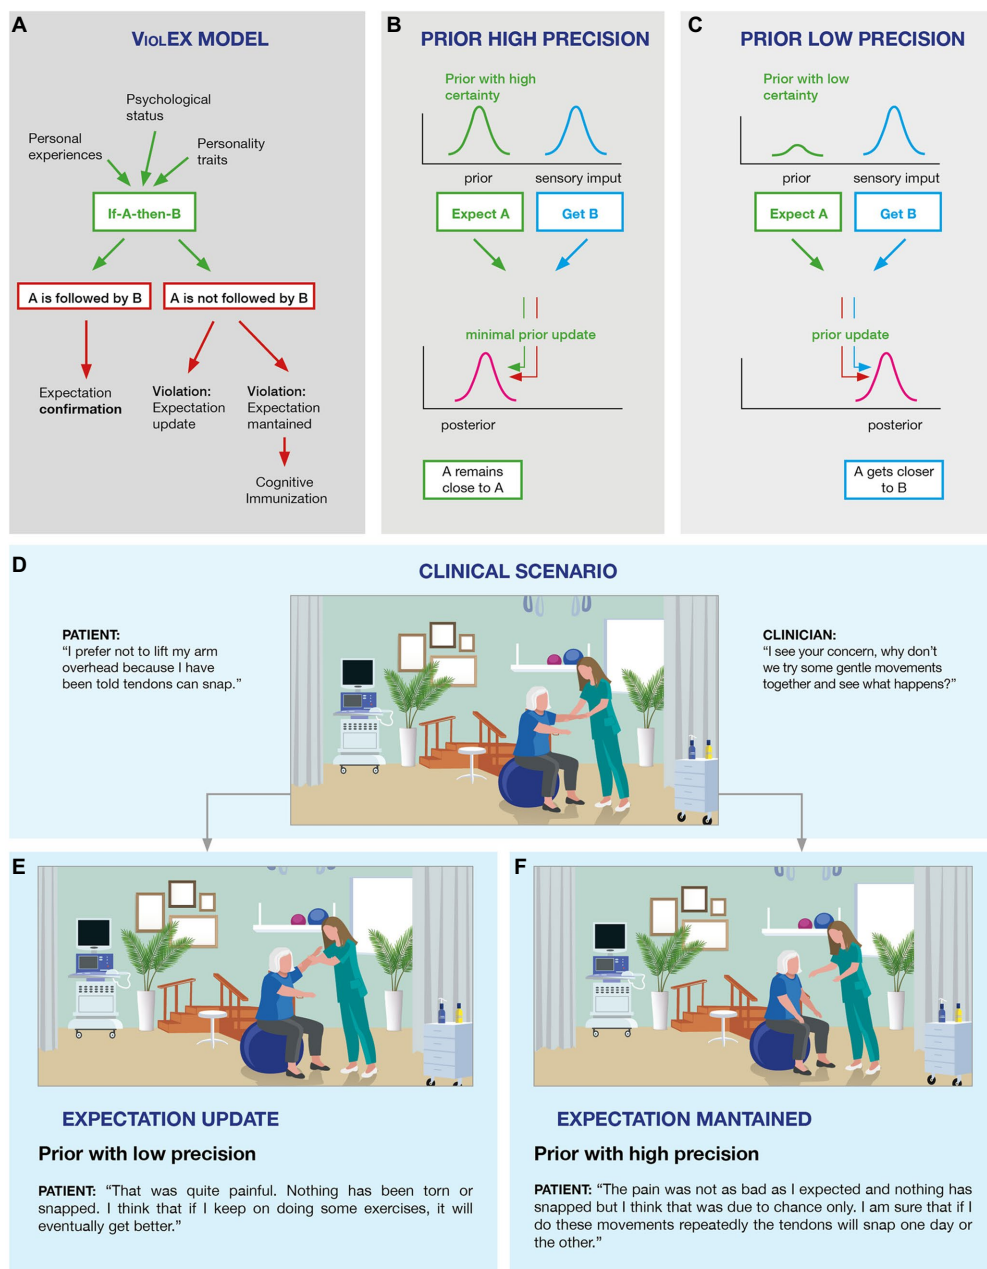 A
VIOLEX MODEL
Psychological
status
Personal
experiences
Personality
traits
If-A-then-B
A is followed by B
A is not followed by B
Expectation
confirmation
Violation:
Expectation
update
Violation:
Expectation
mantained
Cognitive
Immunization
B
PRIOR HIGH PRECISION
Prior with high
certainty
prior
sensory imput
Expect A
Get B
minimal prior update
posterior
A remains
close to A
C
PRIOR LOW PRECISION
Prior with low
certainty
prior
sensory imput
Expect A
Get B
prior update
posterior
A gets closer
to B
D
CLINICAL SCENARIO
PATIENT:
“I prefer not to lift my arm
overhead because I have
been told tendons can snap.”
CLINICIAN:
“I see your concern, why don’t
we try some gentle movements
together and see what happens?”
E
EXPECTATION UPDATE
Prior with low precision
PATIENT: “That was quite painful. Nothing has been torn or
snapped. I think that if I keep on doing some exercises, it will
eventually get better.”
F
EXPECTATION MANTAINED
Prior with high precision
PATIENT: “The pain was not as bad as I expected and nothing has
snapped but I think that was due to chance only. I am sure that if I
do these movements repeatedly the tendons will snap one day or
the other.”